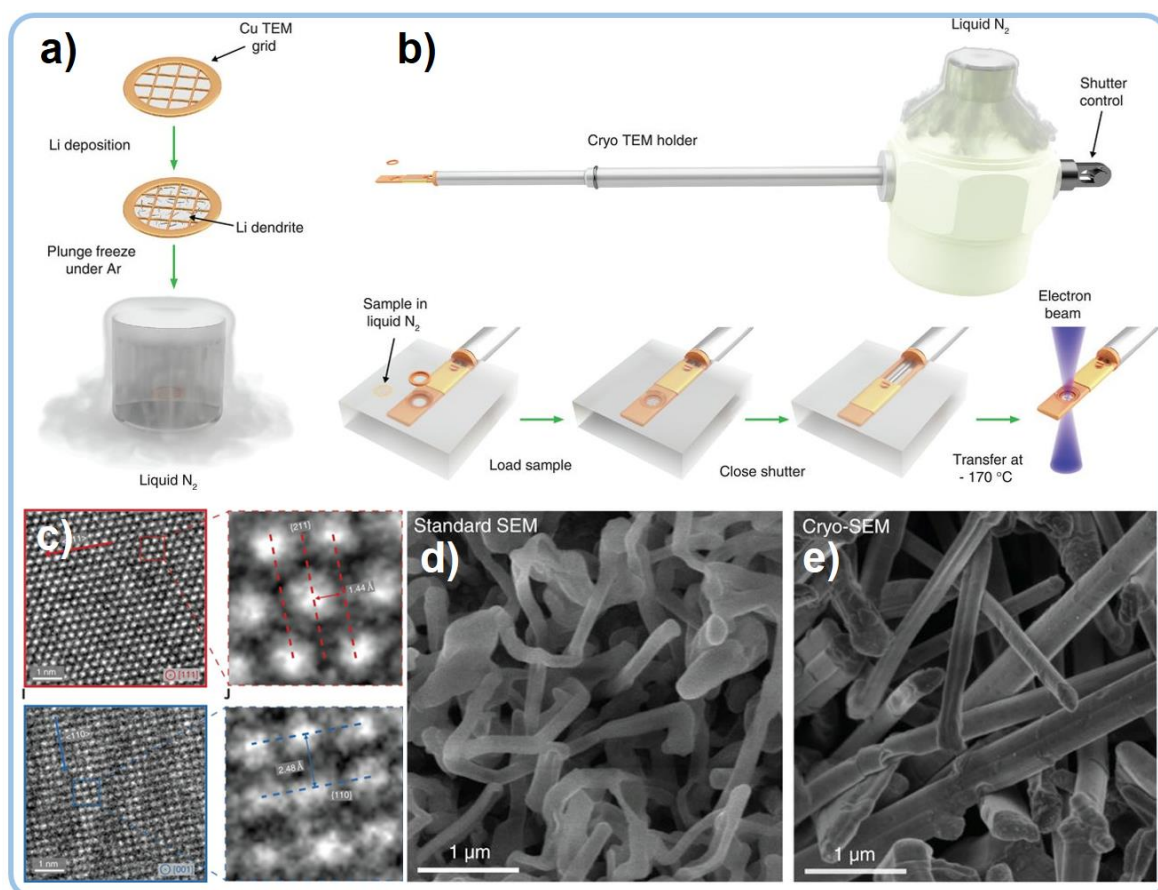 a)
Cu TEM
grid
Li deposition
Li dendrite
Plunge freeze
under Ar
Liquid N₂
b)
Liquid N₂
Shutter
control
Cryo TEM holder
Sample in
liquid N₂
Electron
beam
Load sample
Close shutter
Transfer at
- 170 °C
c)
1 nm
[111]
{211}
1.44 Å
I
J
<110>
1 nm
[001]
2.48 Å
{110}
Standard SEM
d)
1 µm
Cryo-SEM
e)
1 µm